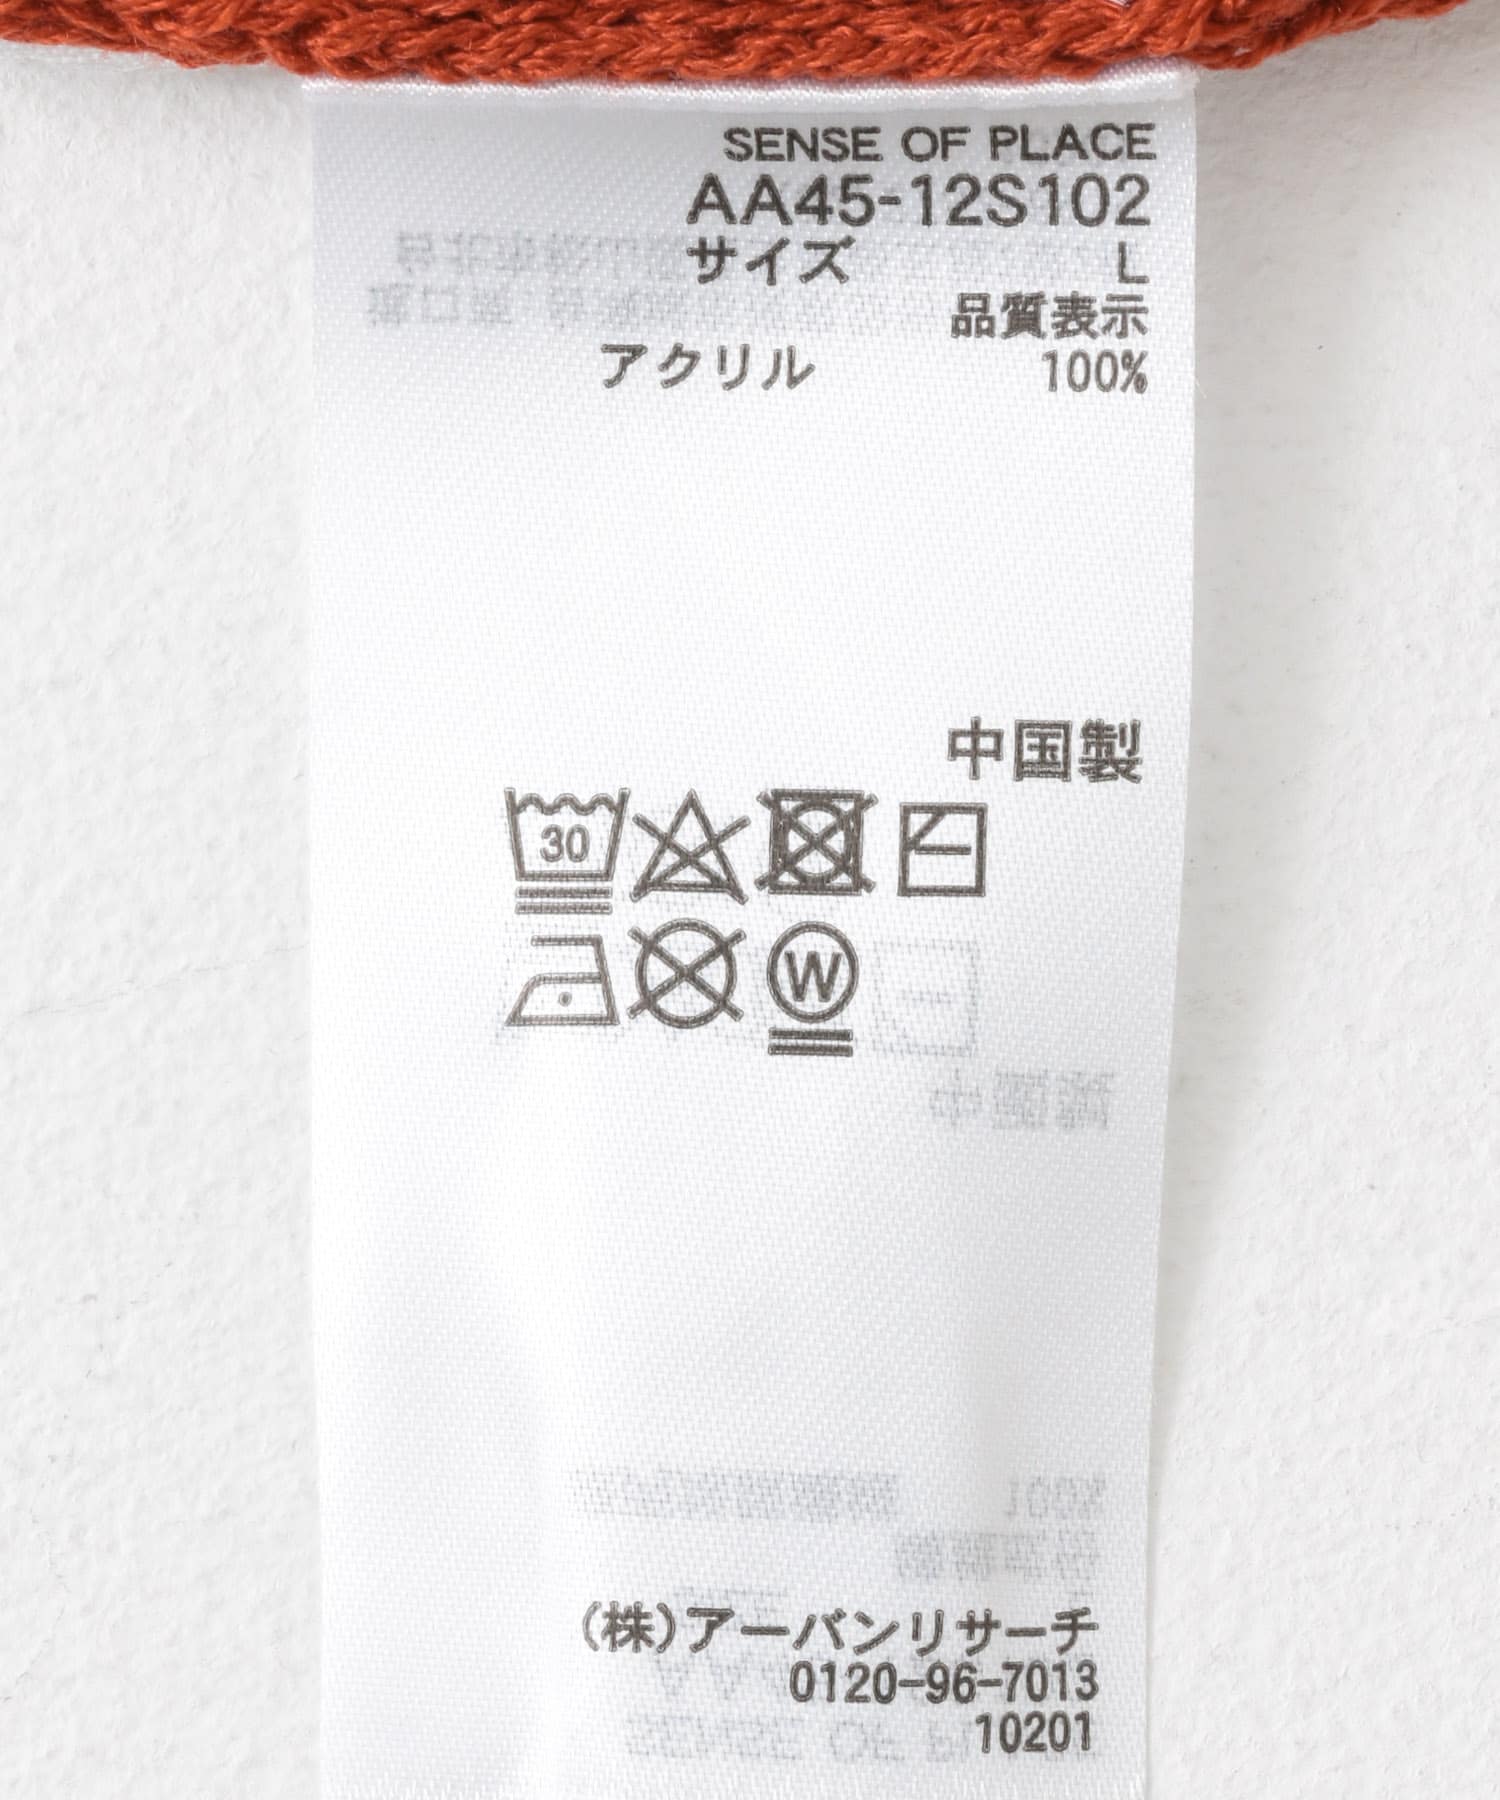 SENSE OF PLACE
AA45-12S102
サイズ L
品質表示
アクリル 100%
中国製
30
W
(株)アーバンリサーチ
0120-96-7013
10201